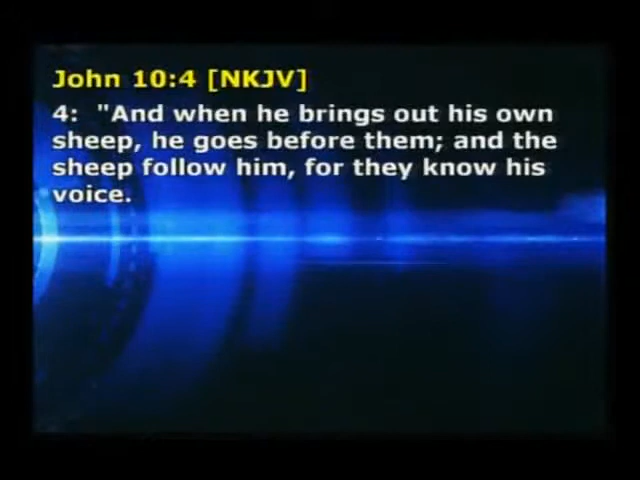 John 10:4 [NKJV]
4:  "And when he brings out his own
sheep, he goes before them; and the
sheep follow him, for they know his
voice.